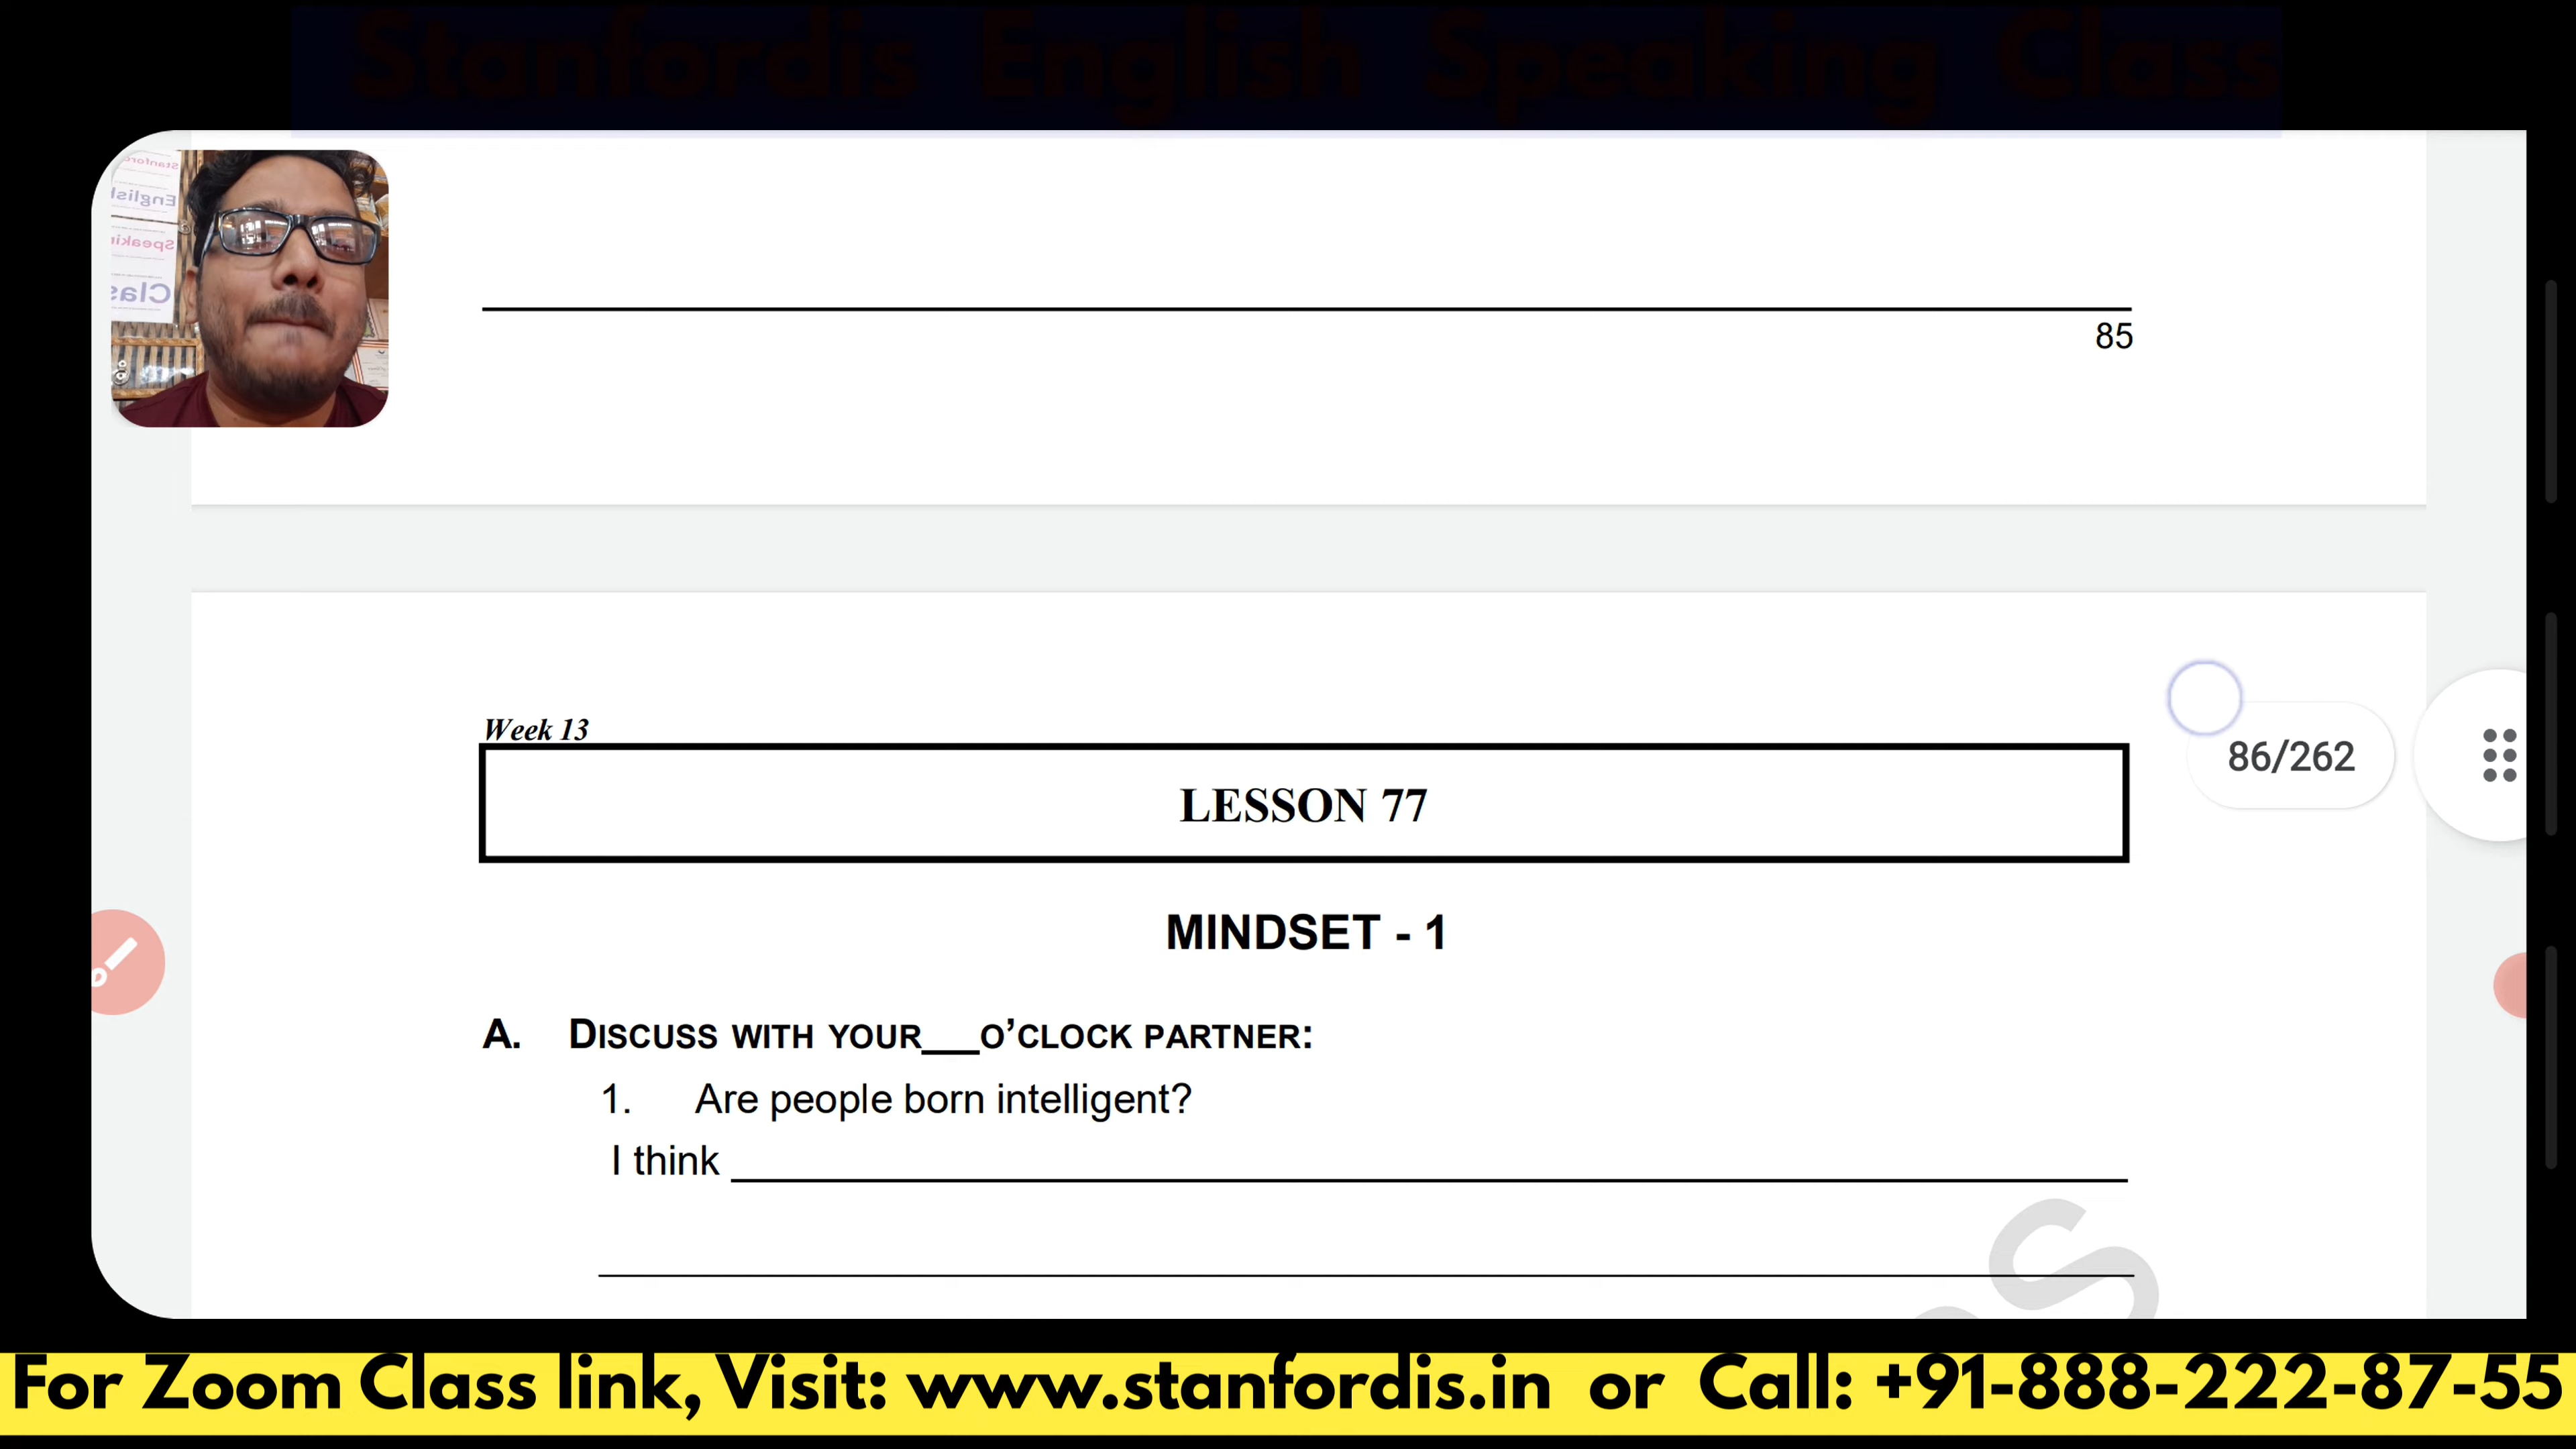 Stanfordis English Speaking Class
85
Week 13
LESSON 77
86/262
MINDSET - 1
A. DISCUSS WITH YOUR___O'CLOCK PARTNER:
1. Are people born intelligent?
I think ____
For Zoom Class link, Visit: www.stanfordis.in or Call: +91-888-222-87-55